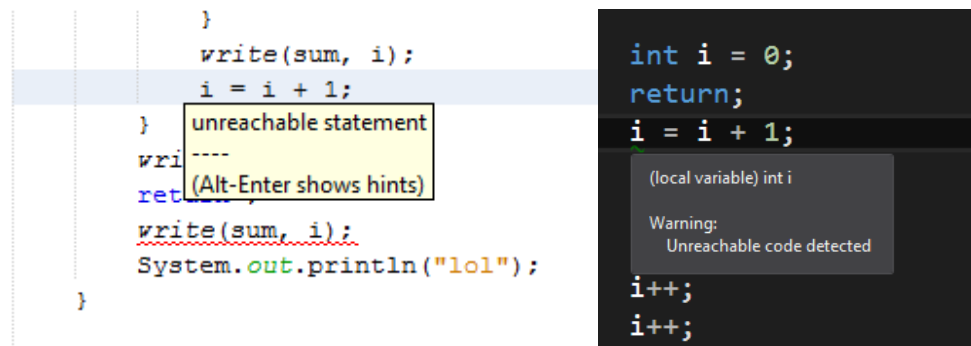 }
write(sum, i);
i = i + 1;
}
unreachable statement
----
(Alt-Enter shows hints)
wri
ret ;
write(sum, i);
System.out.println("lol");
}
int i = 0;
return;
i = i + 1;
(local variable) int i
Warning:
Unreachable code detected
i++;
i++;